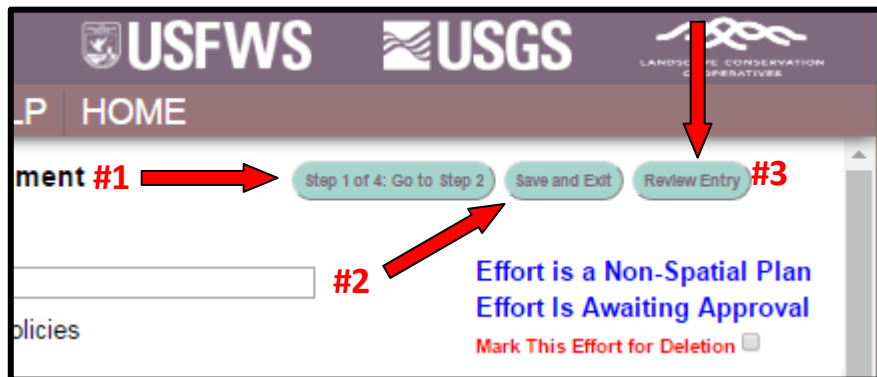 USFWS USGS
LANDSCAPE CONSERVATION
COOPERATIVES
LP HOME
ment #1 Step 1 of 4: Go to Step 2 Save and Exit Review Entry #3
#2
Effort is a Non-Spatial Plan
Effort Is Awaiting Approval
olicies
Mark This Effort for Deletion